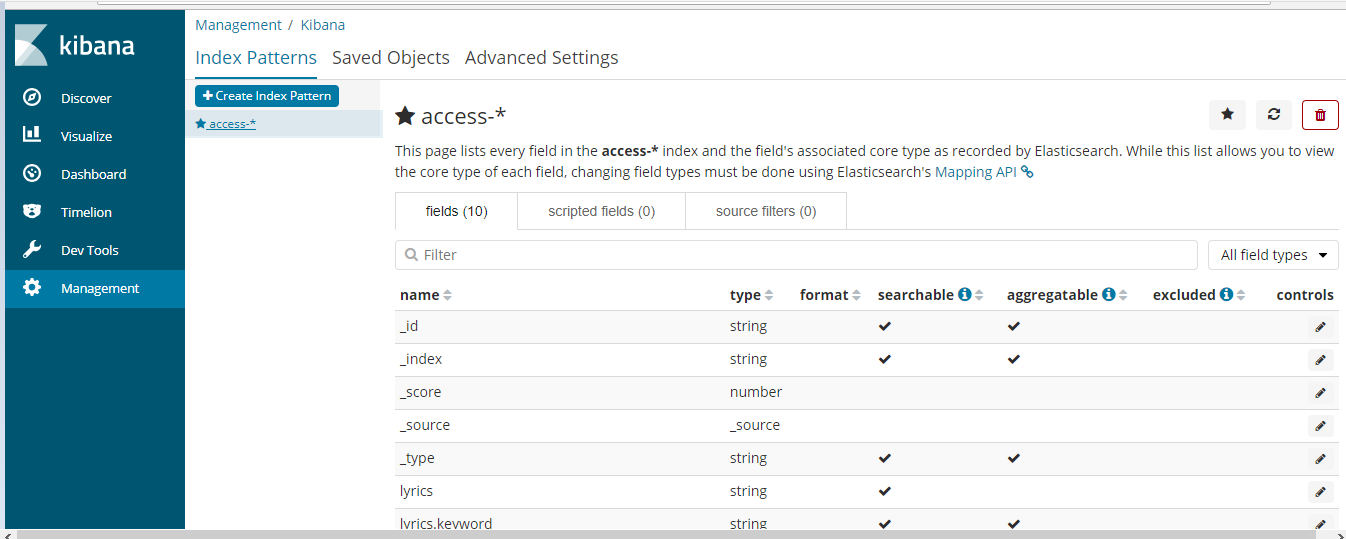 kibana
Discover
Visualize
Dashboard
Timelion
Dev Tools
Management
Management / Kibana
Index Patterns Saved Objects Advanced Settings
Create Index Pattern
access-*
access-*
This page lists every field in the access-* index and the field's associated core type as recorded by Elasticsearch. While this list allows you to view
the core type of each field, changing field types must be done using Elasticsearch's Mapping API
fields (10) scripted fields (0) source filters (0)
Filter All field types
name type format searchable aggregatable excluded controls
_id string
_index string
_score number
_source _source
_type string
lyrics string
lyrics.keyword string